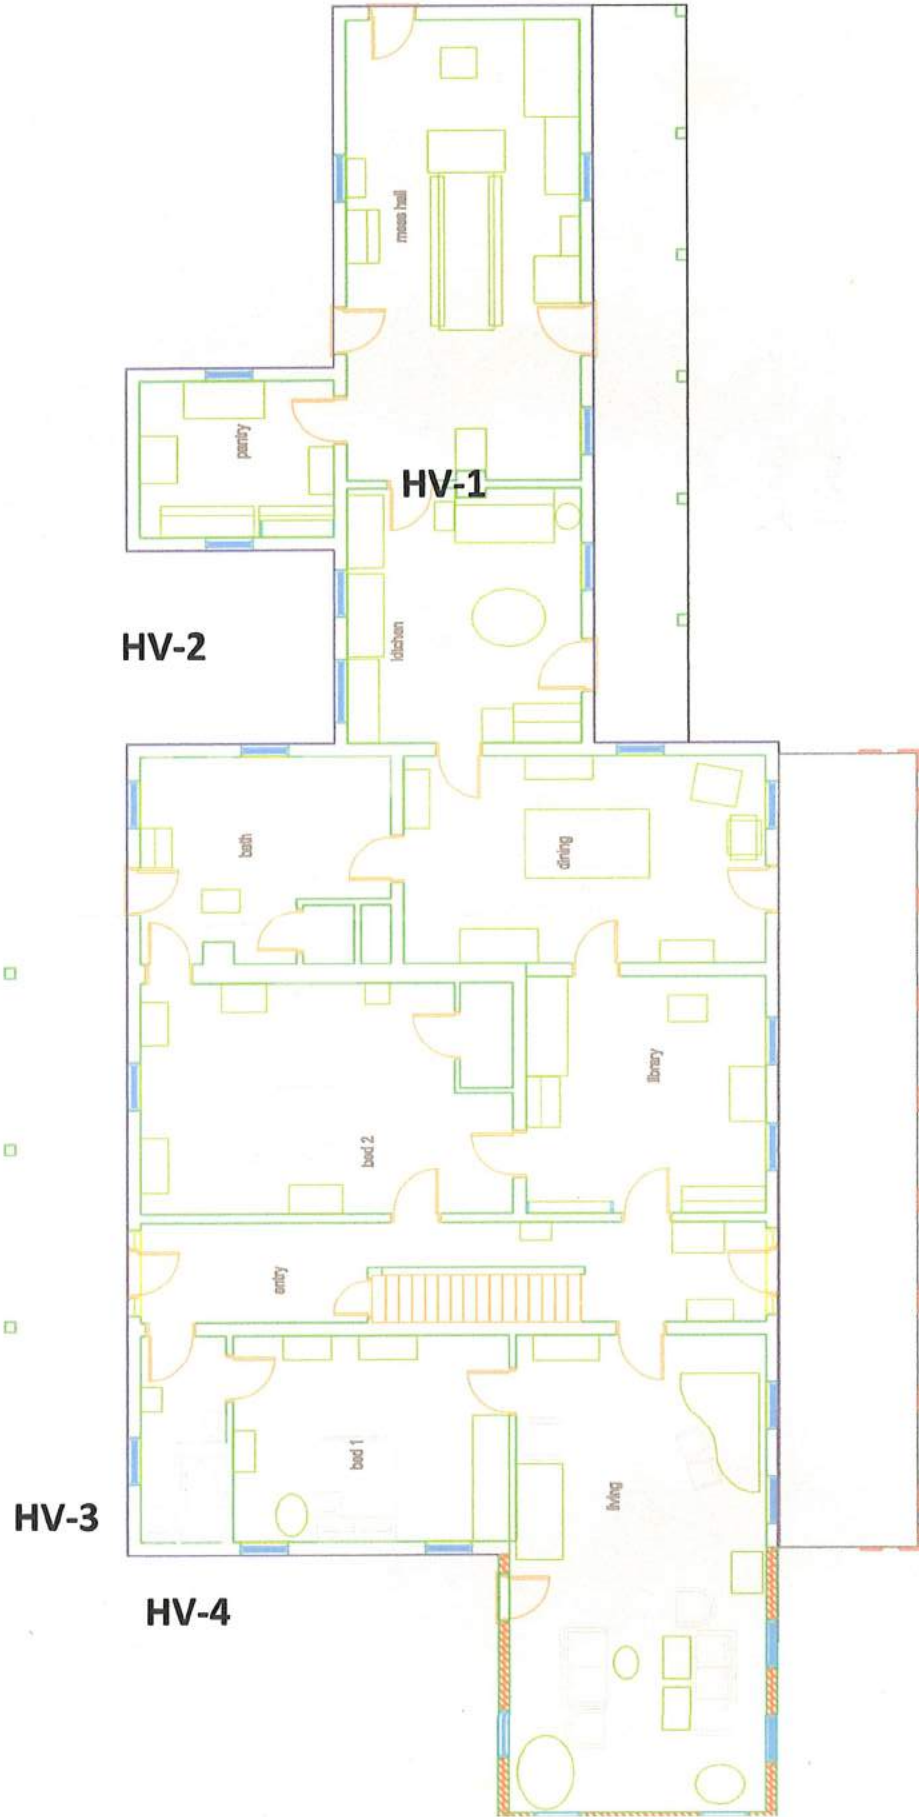 mess hall
pantry
HV-1
kitchen
HV-2
bath
dining
library
bed 2
entry
bed 1
living
HV-3
HV-4